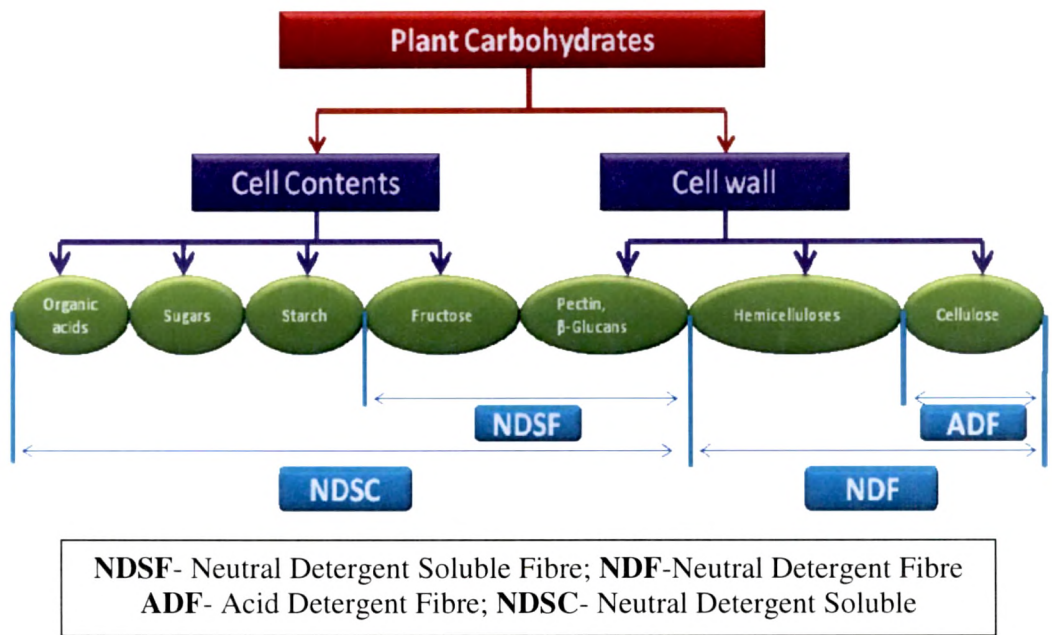 Plant Carbohydrates
Cell Contents
Cell wall
Organic
acids
Sugars
Starch
Fructose
Pectin,
β-Glucans
Hemicelluloses
Cellulose
NDSF
ADF
NDSC
NDF
NDSF- Neutral Detergent Soluble Fibre; NDF-Neutral Detergent Fibre
ADF- Acid Detergent Fibre; NDSC- Neutral Detergent Soluble